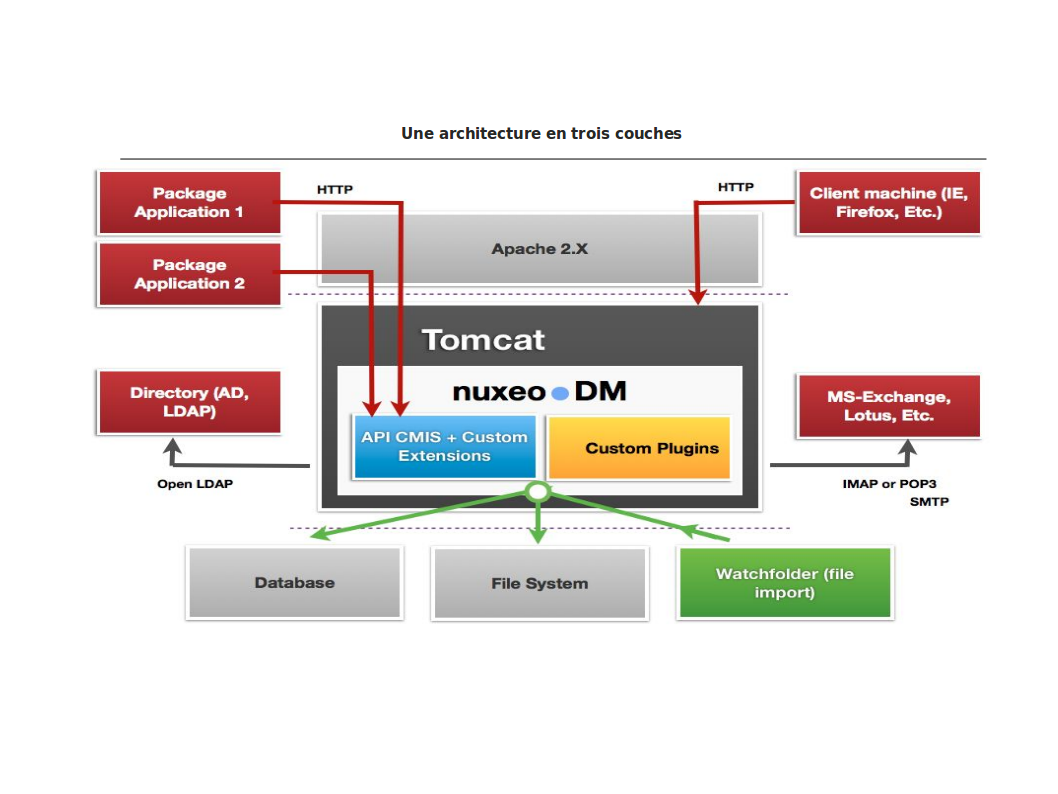 Une architecture en trois couches
Package
Application 1
HTTP
HTTP
Client machine (IE,
Firefox, Etc.)
Apache 2.X
Package
Application 2
Tomcat
nuxeo DM
Directory (AD,
LDAP)
MS-Exchange,
Lotus, Etc.
API CMIS + Custom
Extensions
Custom Plugins
Open LDAP
IMAP or POP3
SMTP
Database
File System
Watchfolder (file
import)